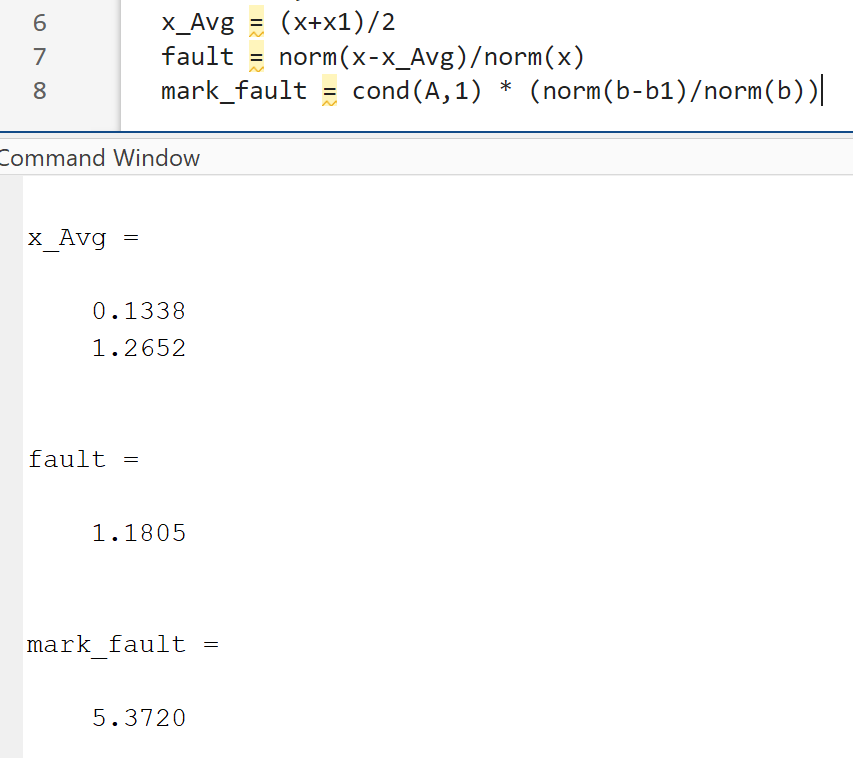 6 x_Avg = (x+x1)/2
7 fault = norm(x-x_Avg)/norm(x)
8 mark_fault = cond(A,1) * (norm(b-b1)/norm(b))
Command Window
x_Avg =
0.1338
1.2652
fault =
1.1805
mark_fault =
5.3720